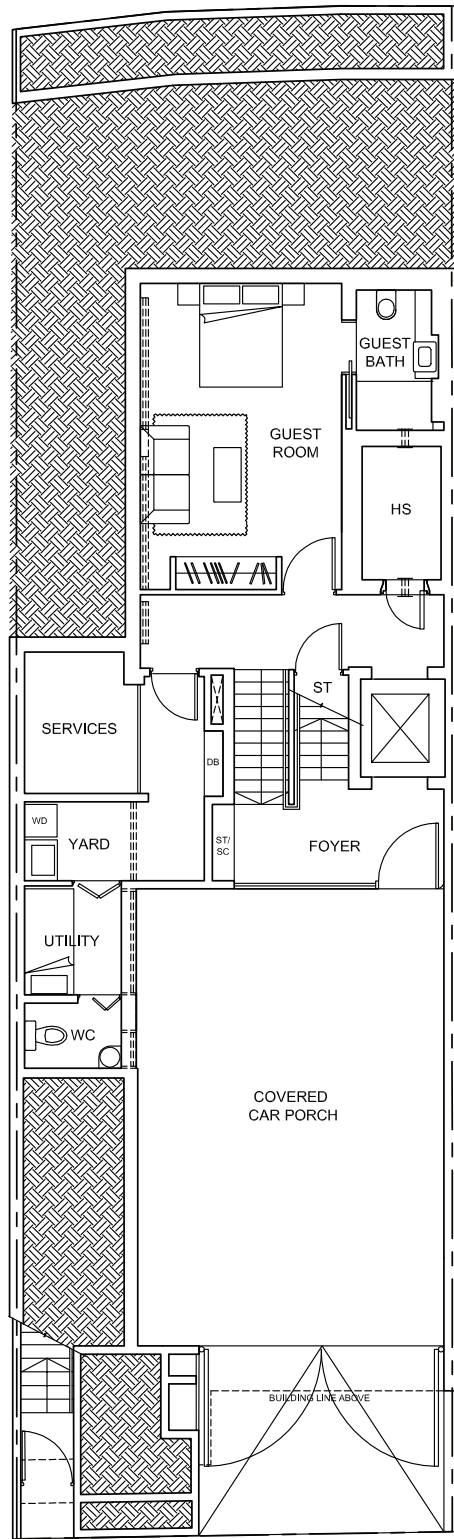 GUEST
BATH
GUEST
ROOM
HS
ST
SERVICES
DB
WD
YARD
ST/
SC
FOYER
UTILITY
WC
COVERED
CAR PORCH
BUILDING LINE ABOVE